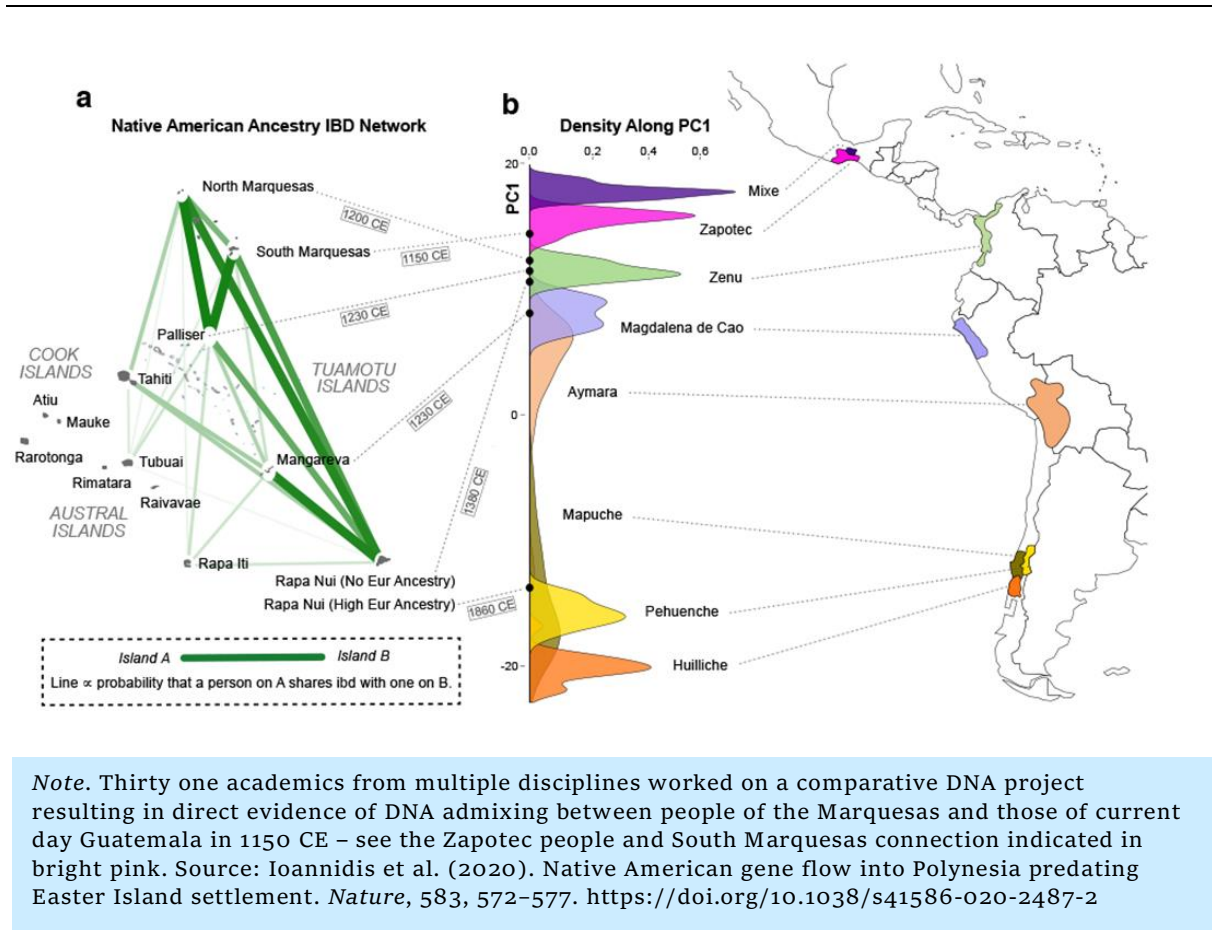 a
Native American Ancestry IBD Network
North Marquesas
1200 CE
South Marquesas
1150 CE
Palliser
1230 CE
COOK
ISLANDS
Tahiti
TUAMOTU
ISLANDS
Atiu
Mauke
1230 CE
Rarotonga
Tubuai
Mangareva
Rimatara
Raivavae
1380 CE
AUSTRAL
ISLANDS
Rapa Iti
Rapa Nui (No Eur Ancestry)
Rapa Nui (High Eur Ancestry)
1860 CE
Island A
Island B
Line ∝ probability that a person on A shares ibd with one on B.
b
Density Along PC1
0.0 0.2 0.4 0.6
20
PC1
0
-20
Mixe
Zapotec
Zenu
Magdalena de Cao
Aymara
Mapuche
Pehuenche
Huilliche
Note. Thirty one academics from multiple disciplines worked on a comparative DNA project
resulting in direct evidence of DNA admixing between people of the Marquesas and those of current
day Guatemala in 1150 CE – see the Zapotec people and South Marquesas connection indicated in
bright pink. Source: Ioannidis et al. (2020). Native American gene flow into Polynesia predating
Easter Island settlement. Nature, 583, 572–577. https://doi.org/10.1038/s41586-020-2487-2